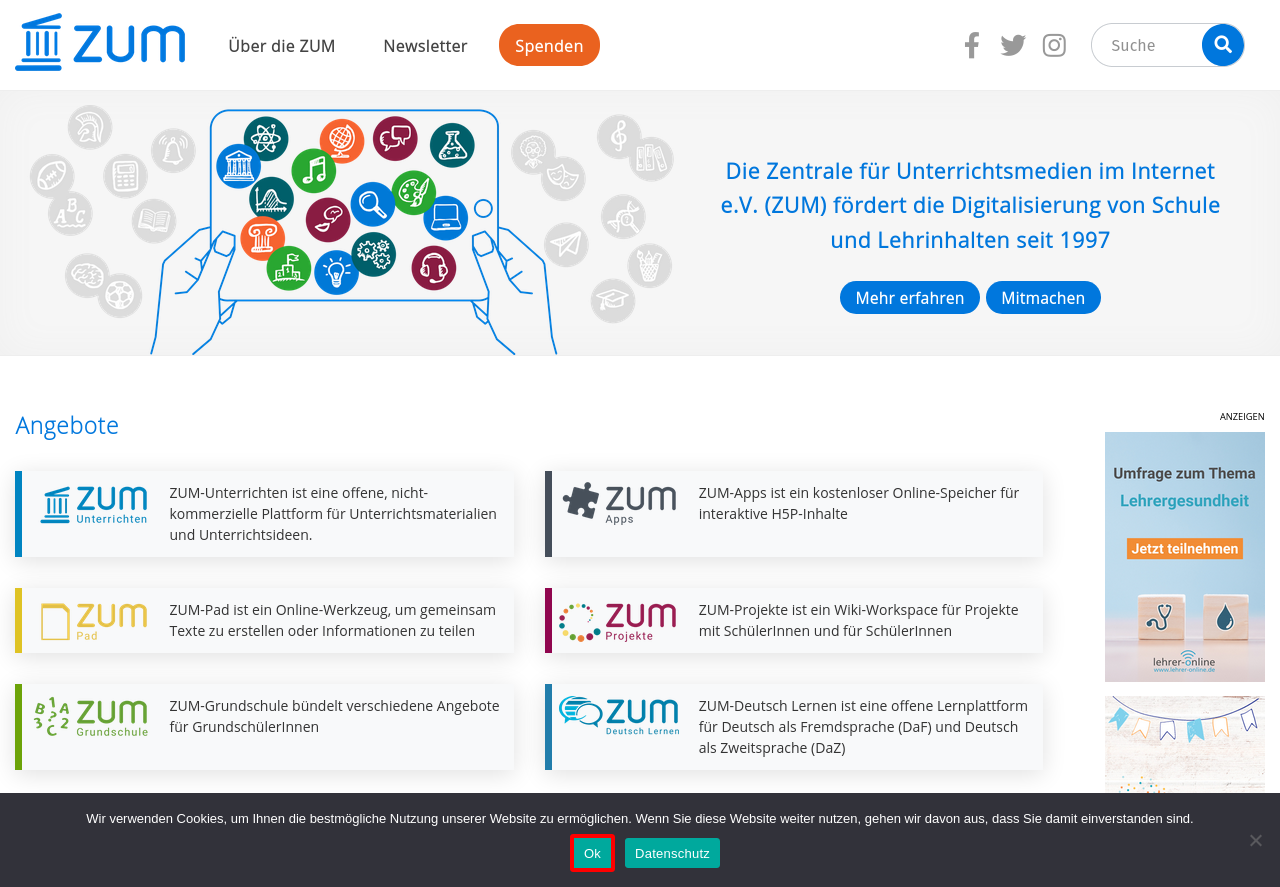 zum
Über die ZUM
Newsletter
Spenden
Suche
ABC
Die Zentrale für Unterrichtsmedien im Internet
e.V. (ZUM) fördert die Digitalisierung von Schule
und Lehrinhalten seit 1997
Mehr erfahren
Mitmachen
Angebote
ANZEIGEN
zum
Unterrichten
ZUM-Unterrichten ist eine offene, nicht-
kommerzielle Plattform für Unterrichtsmaterialien
und Unterrichtsideen.
zum
Apps
ZUM-Apps ist ein kostenloser Online-Speicher für
interaktive H5P-Inhalte
Umfrage zum Thema
Lehrergesundheit
Jetzt teilnehmen
lehrer-online
www.lehrer-online.de
zum
Pad
ZUM-Pad ist ein Online-Werkzeug, um gemeinsam
Texte zu erstellen oder Informationen zu teilen
zum
Projekte
ZUM-Projekte ist ein Wiki-Workspace für Projekte
mit SchülerInnen und für SchülerInnen
zum
Grundschule
ZUM-Grundschule bündelt verschiedene Angebote
für GrundschülerInnen
zum
Deutsch Lernen
ZUM-Deutsch Lernen ist eine offene Lernplattform
für Deutsch als Fremdsprache (DaF) und Deutsch
als Zweitsprache (DaZ)
Wir verwenden Cookies, um Ihnen die bestmögliche Nutzung unserer Website zu ermöglichen. Wenn Sie diese Website weiter nutzen, gehen wir davon aus, dass Sie damit einverstanden sind.
Ok
Datenschutz